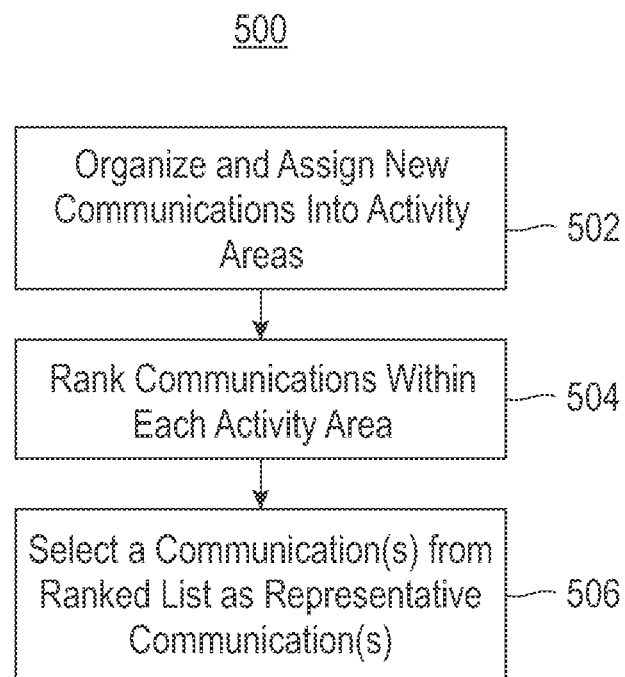 500
Organize and Assign New
Communications Into Activity
Areas
502
Rank Communications Within
Each Activity Area
504
Select a Communication(s) from
Ranked List as Representative
Communication(s)
506